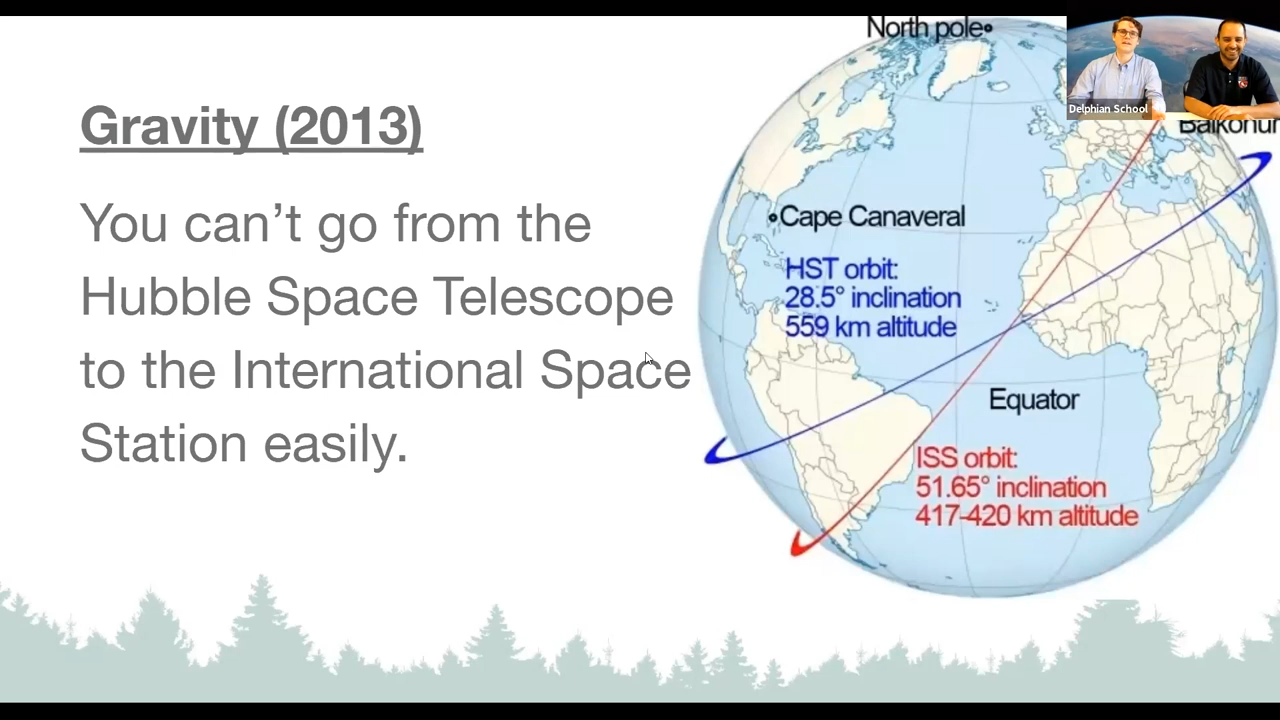 Gravity (2013)
You can’t go from the
Hubble Space Telescope
to the International Space
Station easily.
North pole
Delphian School
Baikonur
Cape Canaveral
HST orbit:
28.5° inclination
559 km altitude
Equator
ISS orbit:
51.65° inclination
417-420 km altitude